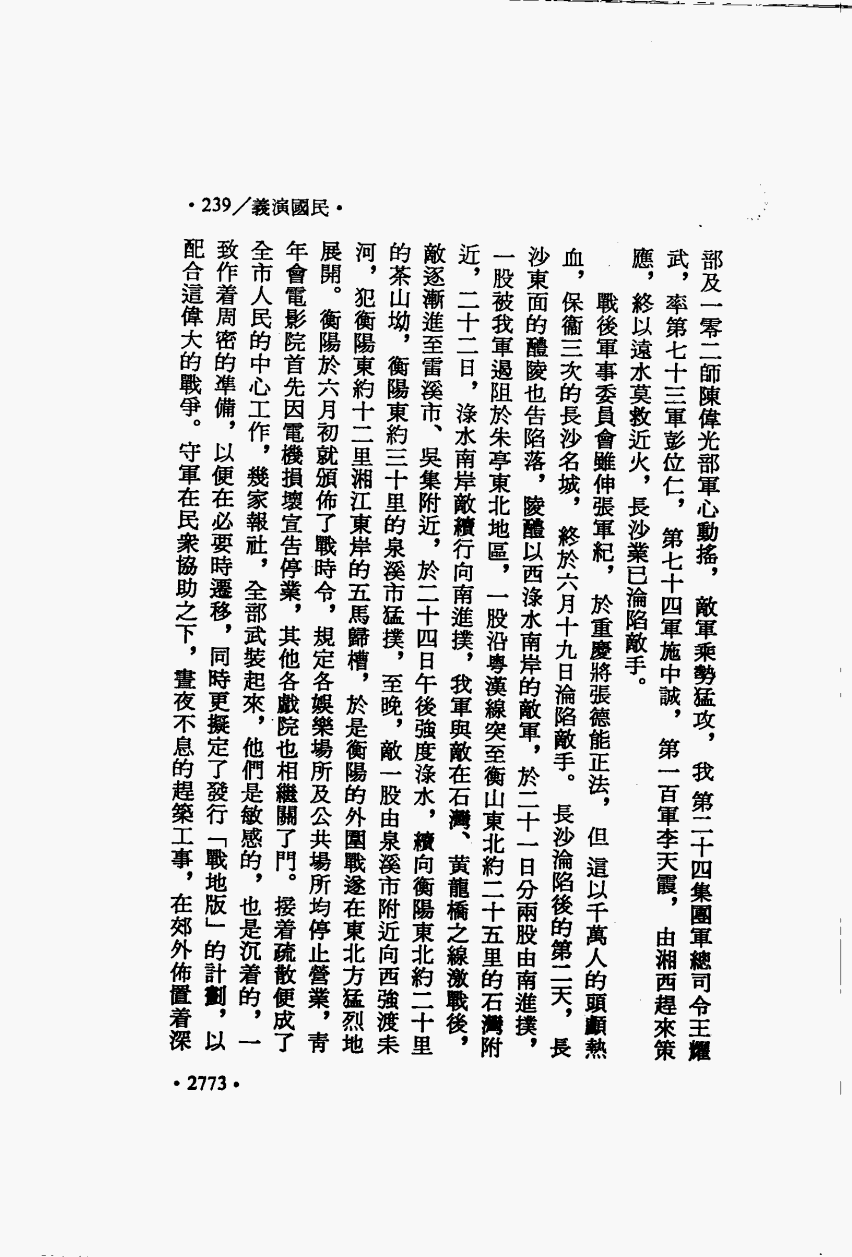 •239／義演國民•
部及一零二師陳偉光部軍心動搖，敵軍乘勢猛攻，我第二十四集團軍總司令王耀
武，率第七十三軍彭位仁，第七十四軍施中誠，第一百軍李天霞，由湘西趕來策
應，終以遠水莫救近火，長沙業已淪陷敵手。
戰後軍事委員會雖伸張軍紀，於重慶將張德能正法，但這以千萬人的頭顱熱
血，保衞三次的長沙名城，終於六月十九日淪陷敵手。長沙淪陷後的第二天，長
沙東面的醴陵也告陷落，陵醴以西淥水南岸的敵軍，於二十一日分兩股由南進撲，
一股被我軍遏阻於朱亭東北地區，一股沿粵漢線突至衡山東北約二十五里的石灣附
近，二十二日，淥水南岸敵續行向南進撲，我軍與敵在石灣、黃龍橋之線激戰後，
敵逐漸進至雷溪市、吳集附近，於二十四日午後強度淥水，續向衡陽東北約二十里
的茶山坳，衡陽東約三十里的泉溪市猛撲，至晚，敵一股由泉溪市附近向西強渡耒
河，犯衡陽東約十二里湘江東岸的五馬歸槽，於是衡陽的外圍戰遂在東北方猛烈地
展開。衡陽於六月初就頒佈了戰時令，規定各娛樂場所及公共場所均停止營業，青
年會電影院首先因電機損壞宣告停業，其他各戲院也相繼關了門。接着疏散便成了
全市人民的中心工作，幾家報社，全部武裝起來，他們是敏感的，也是沉着的，一
致作着周密的準備，以便在必要時遷移，同時更擬定了發行「戰地版」的計劃，以
配合這偉大的戰爭。守軍在民衆協助之下，晝夜不息的趕築工事，在郊外佈置着深
•2773•